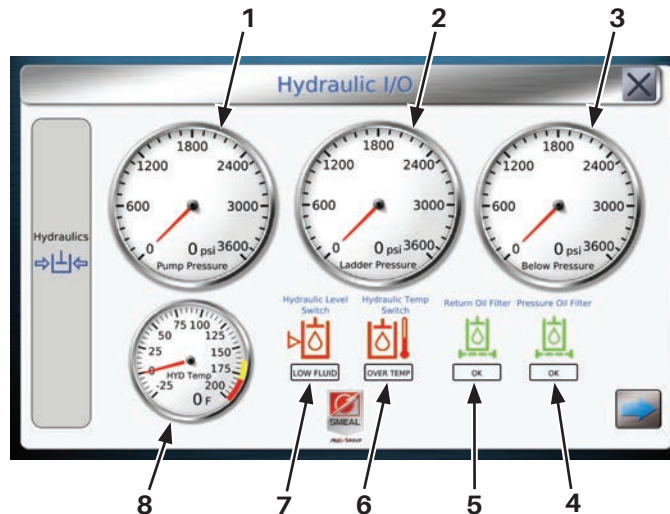 1 2 3
Hydraulic I/O
Hydraulics
0 600 1200 1800 2400 3000 3600
0 psi
Pump Pressure
0 600 1200 1800 2400 3000 3600
0 psi
Ladder Pressure
0 600 1200 1800 2400 3000 3600
0 psi
Below Pressure
-25 0 25 50 75 100 125 150 175 200
HYD Temp
0 F
Hydraulic Level
Switch
LOW FLUID
Hydraulic Temp
Switch
OVER TEMP
Return Oil Filter
OK
Pressure Oil Filter
OK
SMEAL
8 7 6 5 4